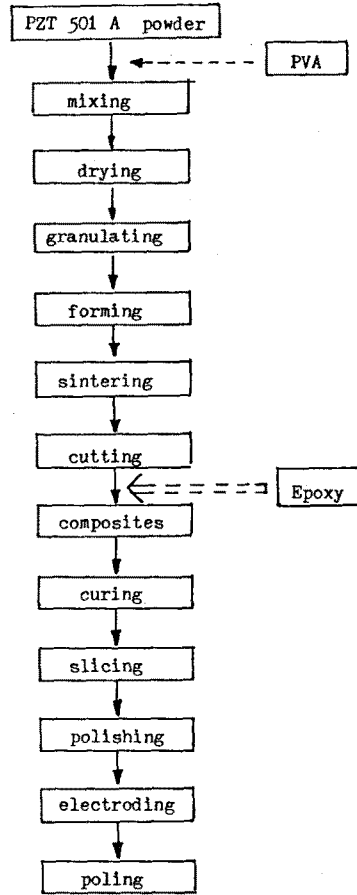 PZT 501 A powder
PVA
mixing
drying
granulating
forming
sintering
cutting
Epoxy
composites
curing
slicing
polishing
electroding
poling